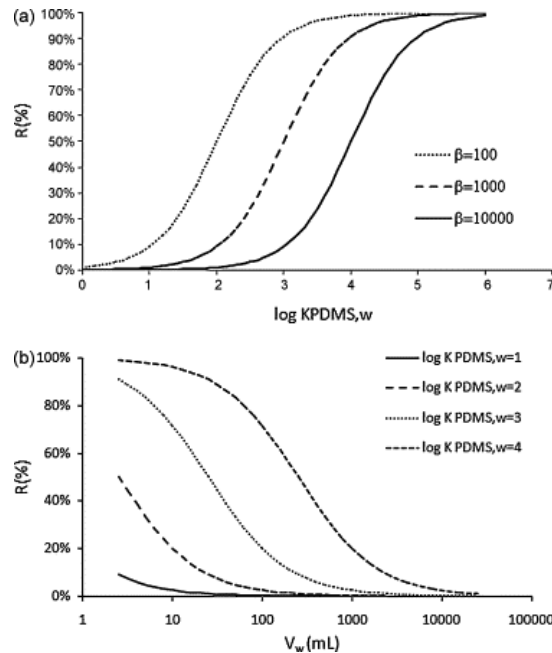 (a)
100%
90%
80%
70%
60%
50%
40%
30%
20%
10%
0%
R(%)
0 1 2 3 4 5 6 7
log KPDMS,w
β=100
β=1000
β=10000
(b)
100%
80%
60%
40%
20%
0%
R(%)
1 10 100 1000 10000 100000
Vw(mL)
log K PDMS,w=1
log K PDMS,w=2
log K PDMS,w=3
log K PDMS,w=4